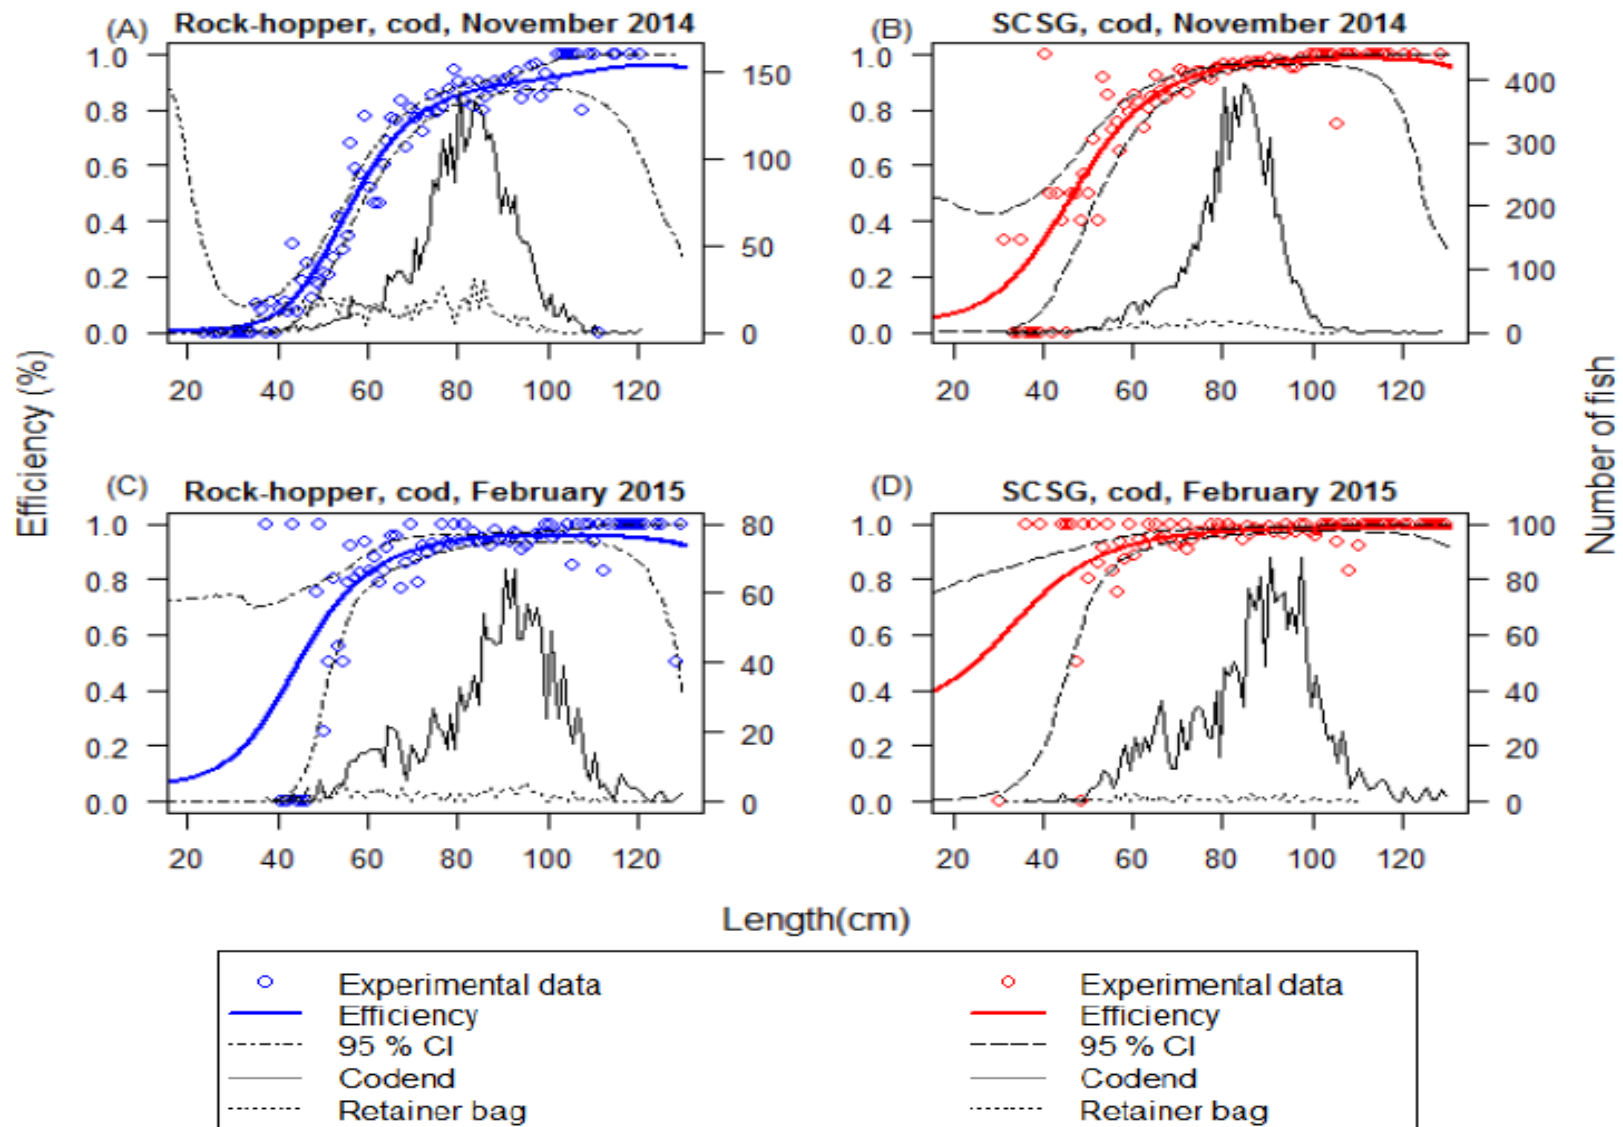 (A) Rock-hopper, cod, November 2014
(B) SCSG, cod, November 2014
1.0 0.8 0.6 0.4 0.2 0.0
150 100 50 0
1.0 0.8 0.6 0.4 0.2 0.0
400 300 200 100 0
20 40 60 80 100 120
20 40 60 80 100 120
Efficiency (%)
Number of fish
(C) Rock-hopper, cod, February 2015
(D) SCSG, cod, February 2015
1.0 0.8 0.6 0.4 0.2 0.0
80 60 40 20 0
1.0 0.8 0.6 0.4 0.2 0.0
100 80 60 40 20 0
20 40 60 80 100 120
20 40 60 80 100 120
Length(cm)
Experimental data
Efficiency
95 % CI
Codend
Retainer bag
Experimental data
Efficiency
95 % CI
Codend
Retainer bag